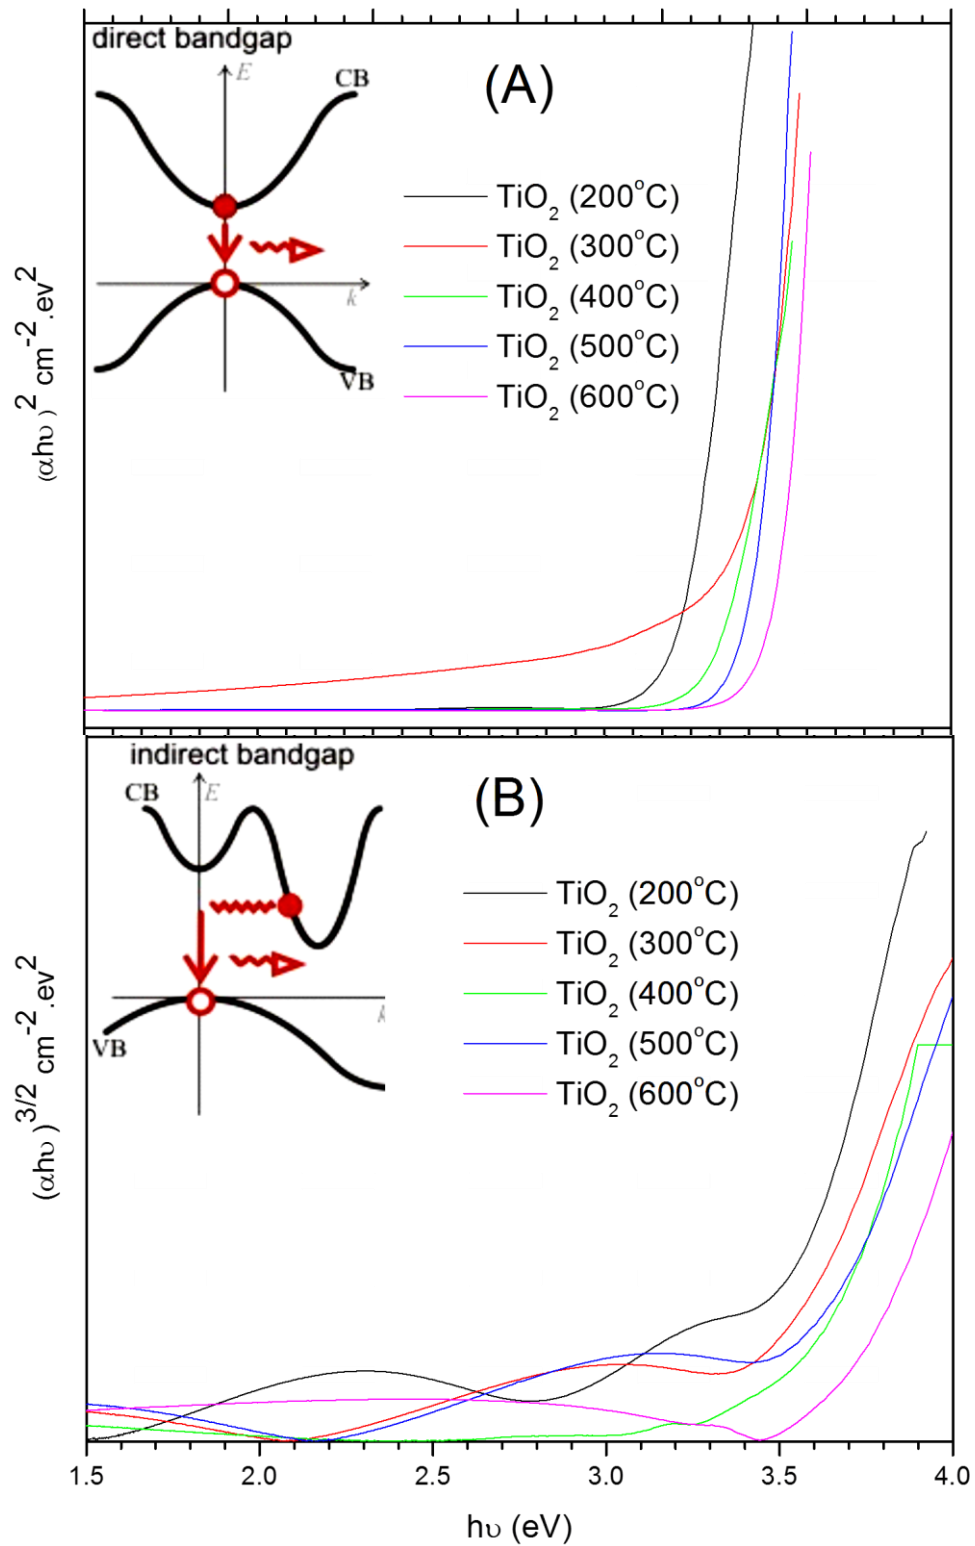 direct bandgap
E
CB
(A)
TiO2 (200°C)
TiO2 (300°C)
TiO2 (400°C)
TiO2 (500°C)
TiO2 (600°C)
k
VB
(αhυ)2 cm-2.ev2
indirect bandgap
CB
E
(B)
TiO2 (200°C)
TiO2 (300°C)
TiO2 (400°C)
TiO2 (500°C)
TiO2 (600°C)
VB
(αhυ)3/2 cm-2.ev2
1.5 2.0 2.5 3.0 3.5 4.0
hυ (eV)